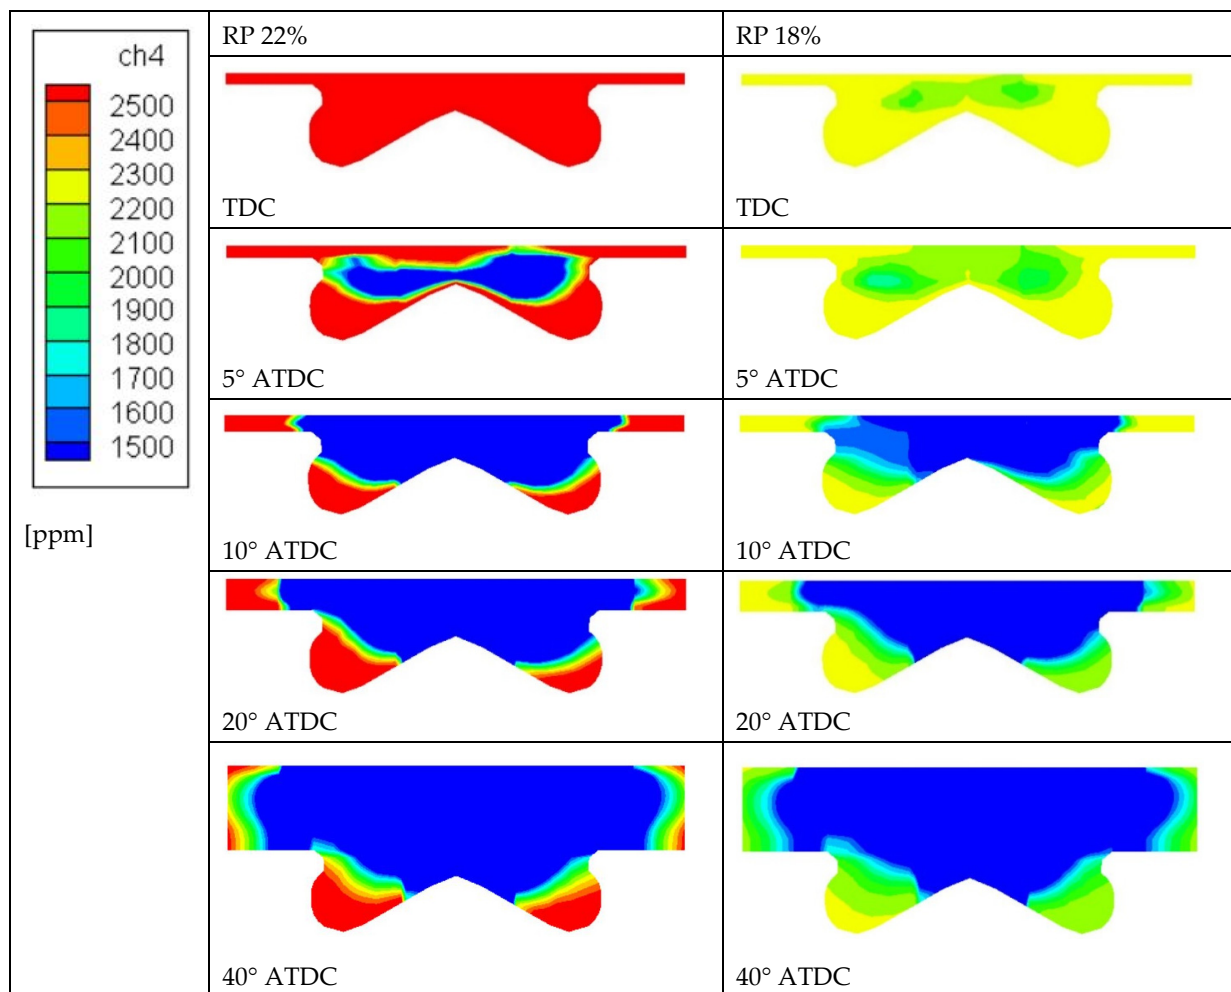 ch4
2500
2400
2300
2200
2100
2000
1900
1800
1700
1600
1500
[ppm]
RP 22%
RP 18%
TDC
TDC
5° ATDC
5° ATDC
10° ATDC
10° ATDC
20° ATDC
20° ATDC
40° ATDC
40° ATDC